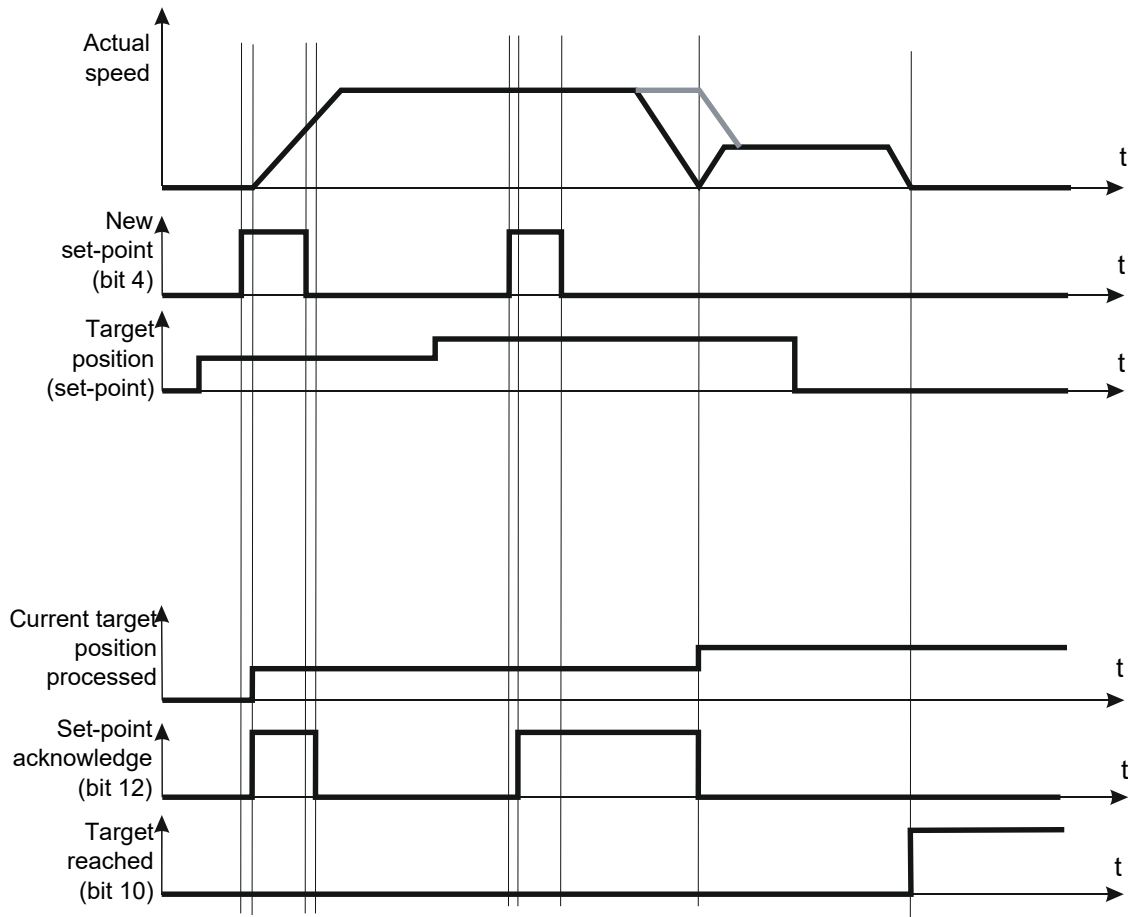 Actual
speed
t
New
set-point
(bit 4)
t
Target
position
(set-point)
t
Current target
position
processed
t
Set-point
acknowledge
(bit 12)
t
Target
reached
(bit 10)
t